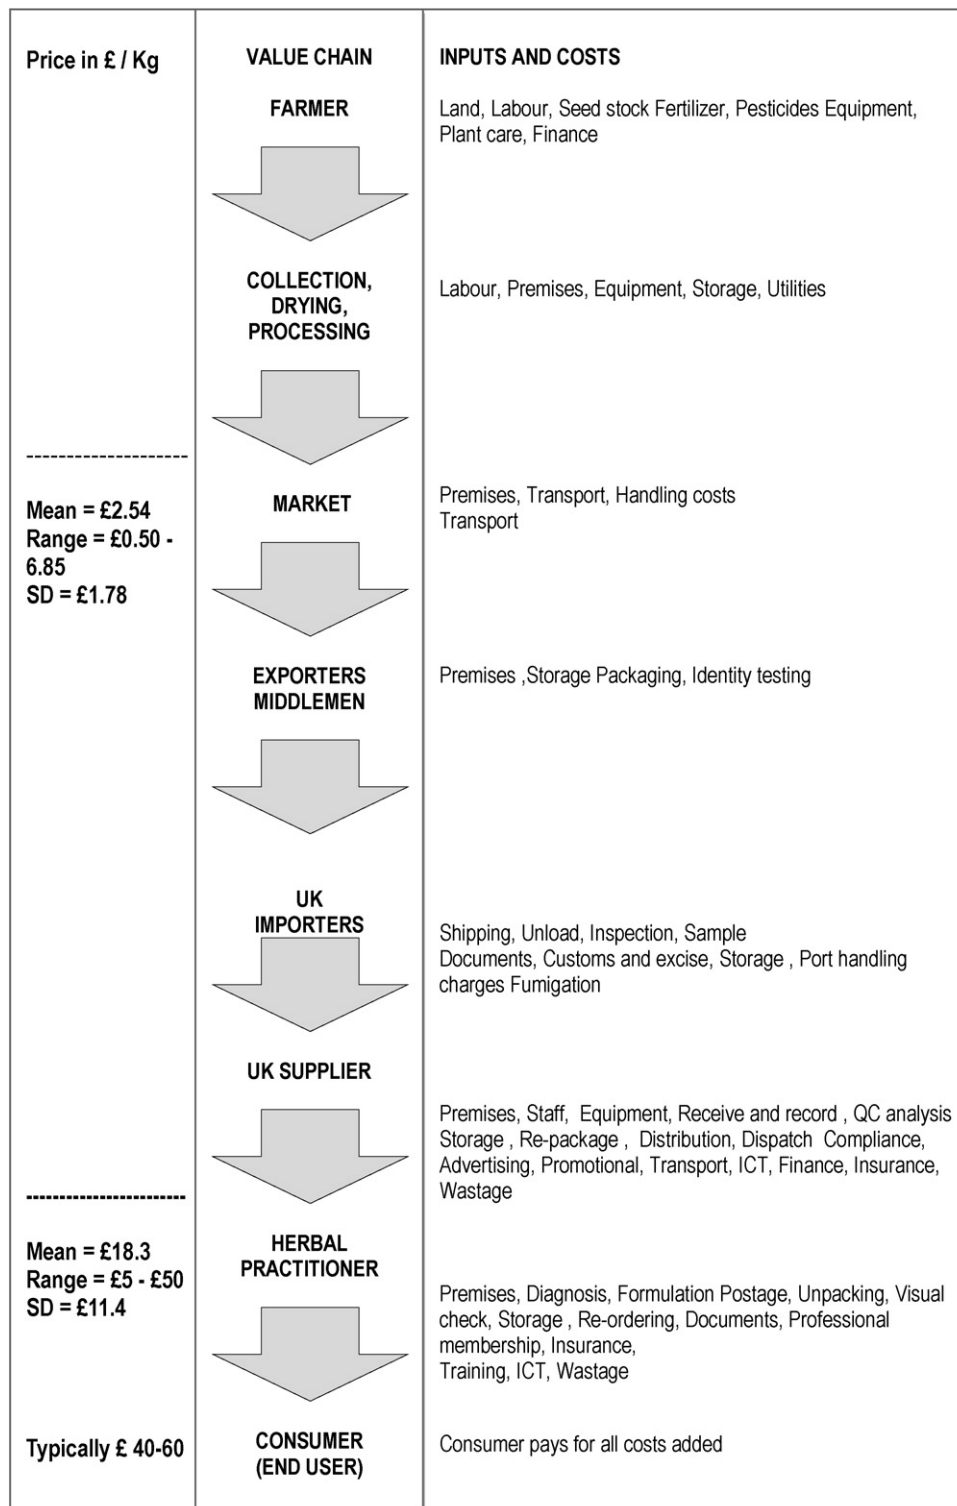 Price in £ / Kg
VALUE CHAIN
INPUTS AND COSTS
FARMER
Land, Labour, Seed stock Fertilizer, Pesticides Equipment,
Plant care, Finance
COLLECTION,
DRYING,
PROCESSING
Labour, Premises, Equipment, Storage, Utilities
--------------------
Mean = £2.54
Range = £0.50 -
6.85
SD = £1.78
MARKET
Premises, Transport, Handling costs
Transport
EXPORTERS
MIDDLEMEN
Premises ,Storage Packaging, Identity testing
UK
IMPORTERS
Shipping, Unload, Inspection, Sample
Documents, Customs and excise, Storage , Port handling
charges Fumigation
UK SUPPLIER
Premises, Staff, Equipment, Receive and record , QC analysis
Storage , Re-package , Distribution, Dispatch Compliance,
Advertising, Promotional, Transport, ICT, Finance, Insurance,
Wastage
------------------------
Mean = £18.3
Range = £5 - £50
SD = £11.4
HERBAL
PRACTITIONER
Premises, Diagnosis, Formulation Postage, Unpacking, Visual
check, Storage , Re-ordering, Documents, Professional
membership, Insurance,
Training, ICT, Wastage
Typically £ 40-60
CONSUMER
(END USER)
Consumer pays for all costs added